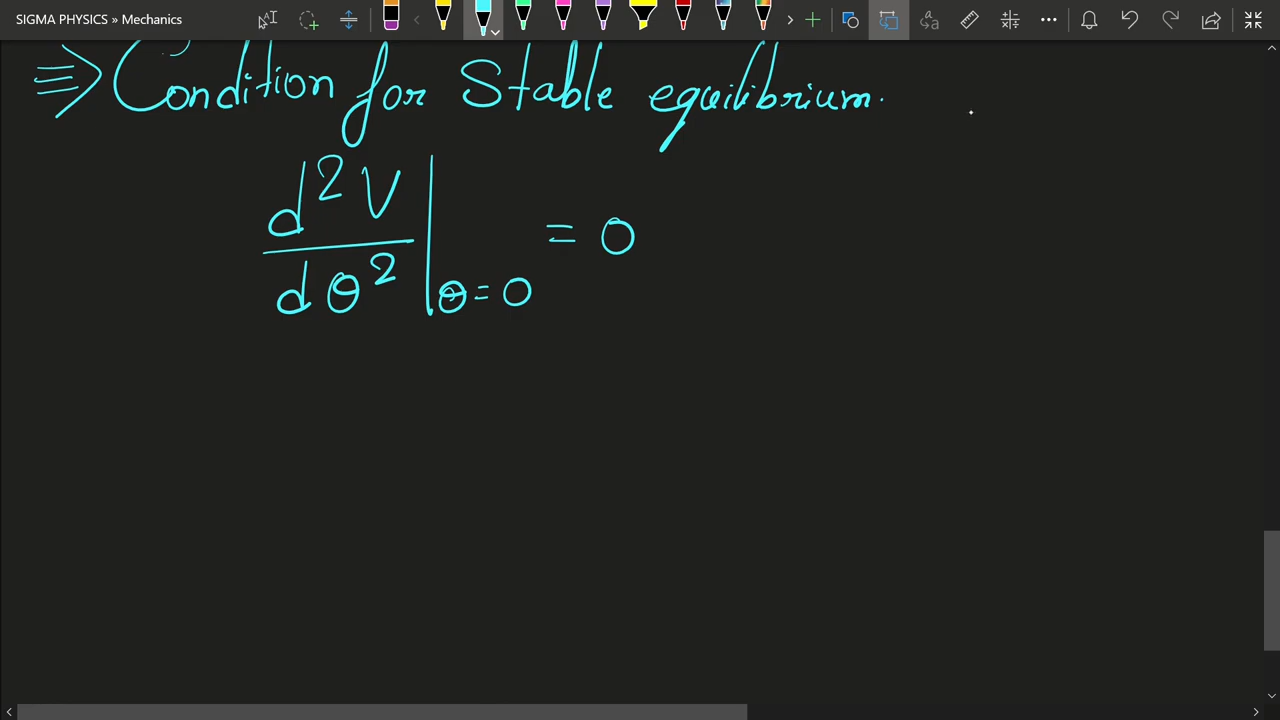 SIGMA PHYSICS » Mechanics
⇒ Condition for Stable equilibrium.
d²V/dθ² |θ=0 = 0